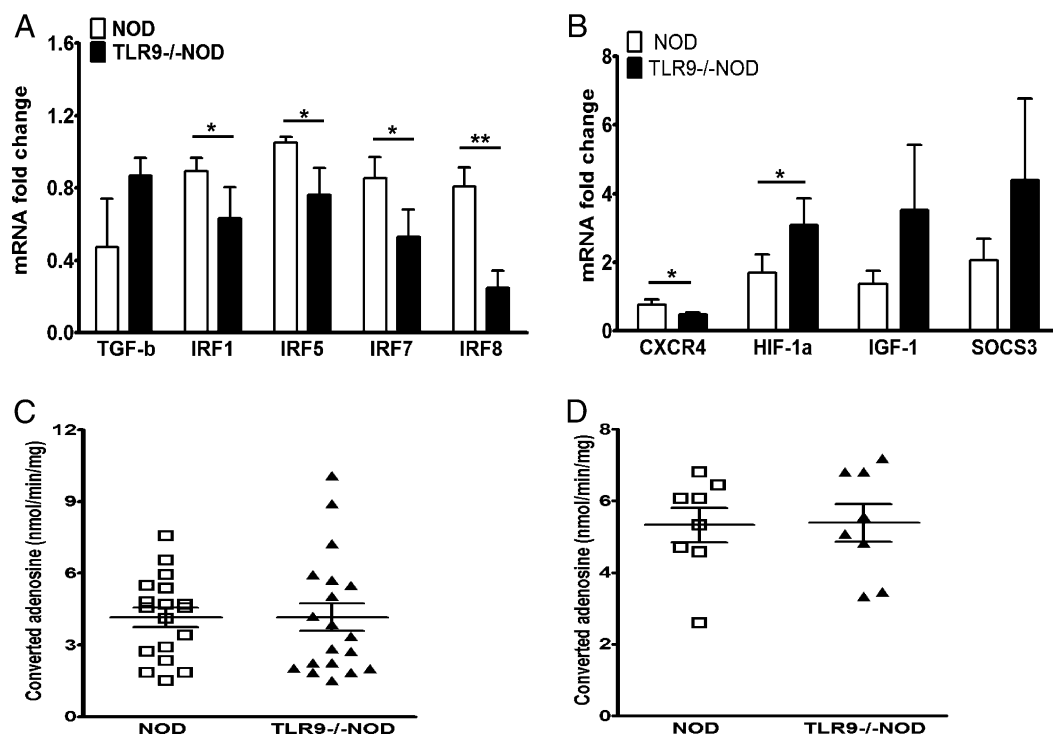 A
NOD
TLR9-/-NOD
mRNA fold change
1.6
1.2
0.8
0.4
0.0
*
*
*
**
TGF-b IRF1 IRF5 IRF7 IRF8
B
NOD
TLR9-/-NOD
mRNA fold change
8
6
4
2
0
*
*
CXCR4 HIF-1a IGF-1 SOCS3
C
Converted adenosine (nmol/min/mg)
12
9
6
3
0
NOD TLR9-/-NOD
D
Converted adenosine (nmol/min/mg)
8
6
4
2
0
NOD TLR9-/-NOD